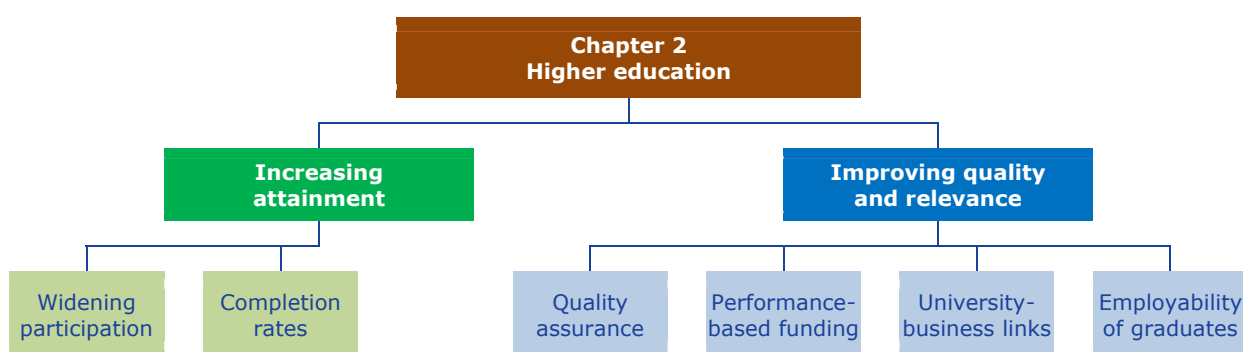 Chapter 2
Higher education
Increasing
attainment
Improving quality
and relevance
Widening
participation
Completion
rates
Quality
assurance
Performance-
based funding
University-
business links
Employability
of graduates